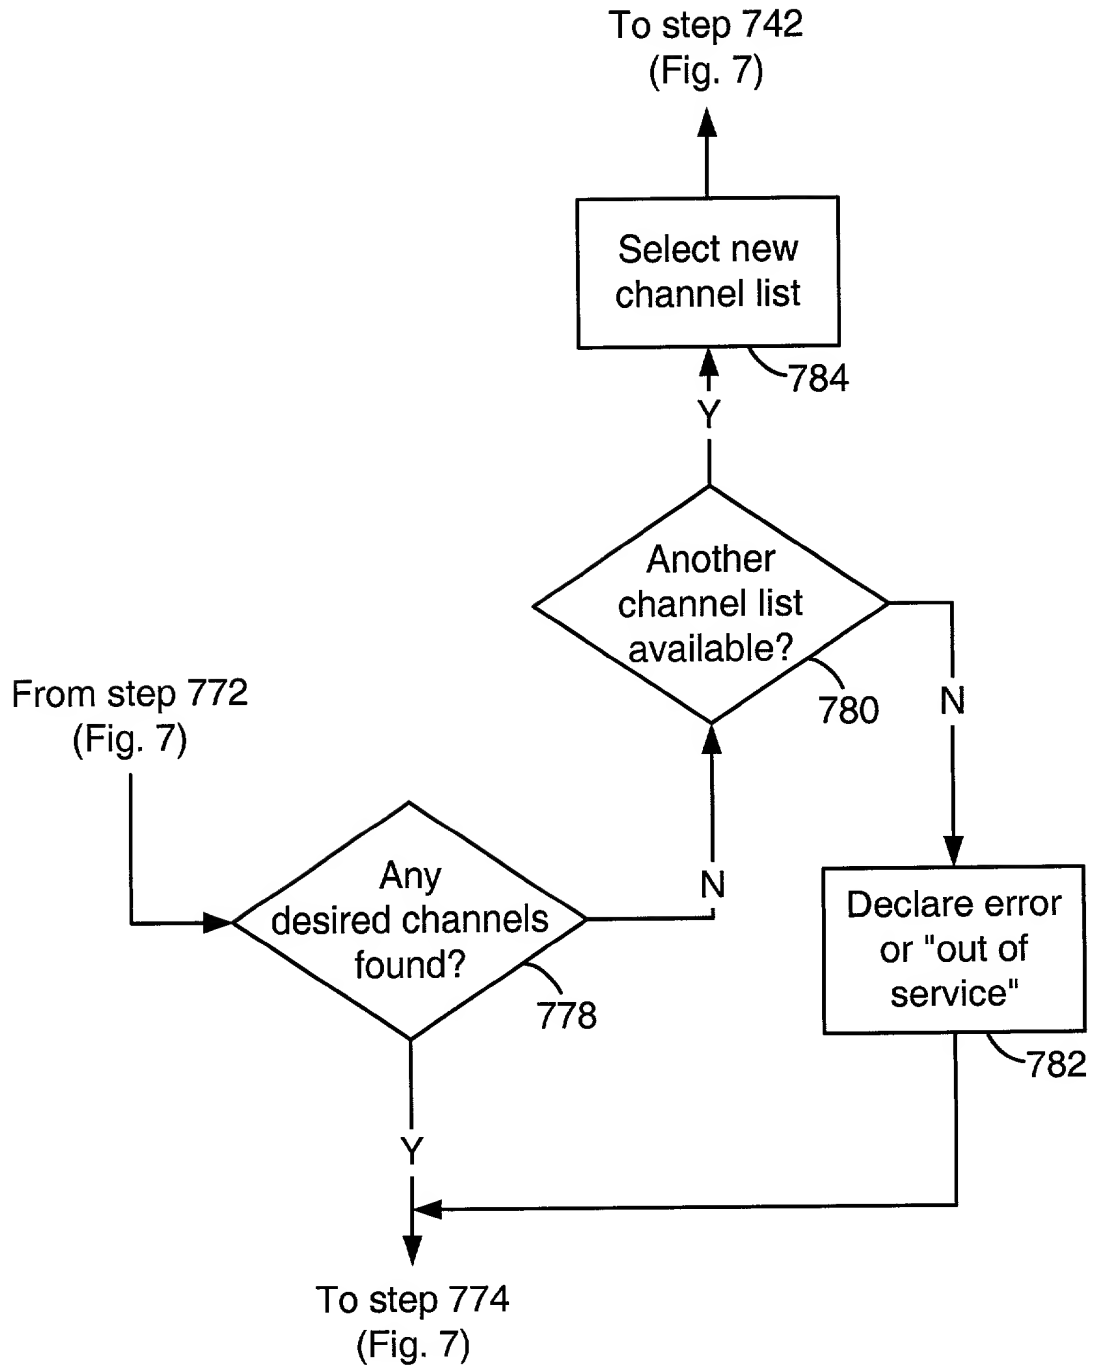 To step 742
(Fig. 7)
Select new
channel list
784
Y
Another
channel list
available?
780
N
From step 772
(Fig. 7)
Any
desired channels
found?
778
N
Declare error
or "out of
service"
782
Y
To step 774
(Fig. 7)